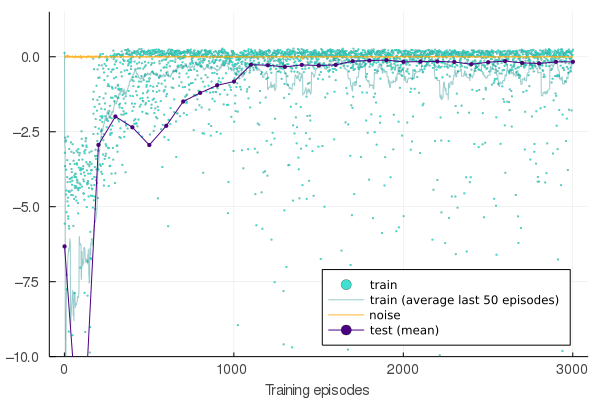 0.0
−2.5
−5.0
−7.5
−10.0
train
train (average last 50 episodes)
noise
test (mean)
0 1000 2000 3000
Training episodes